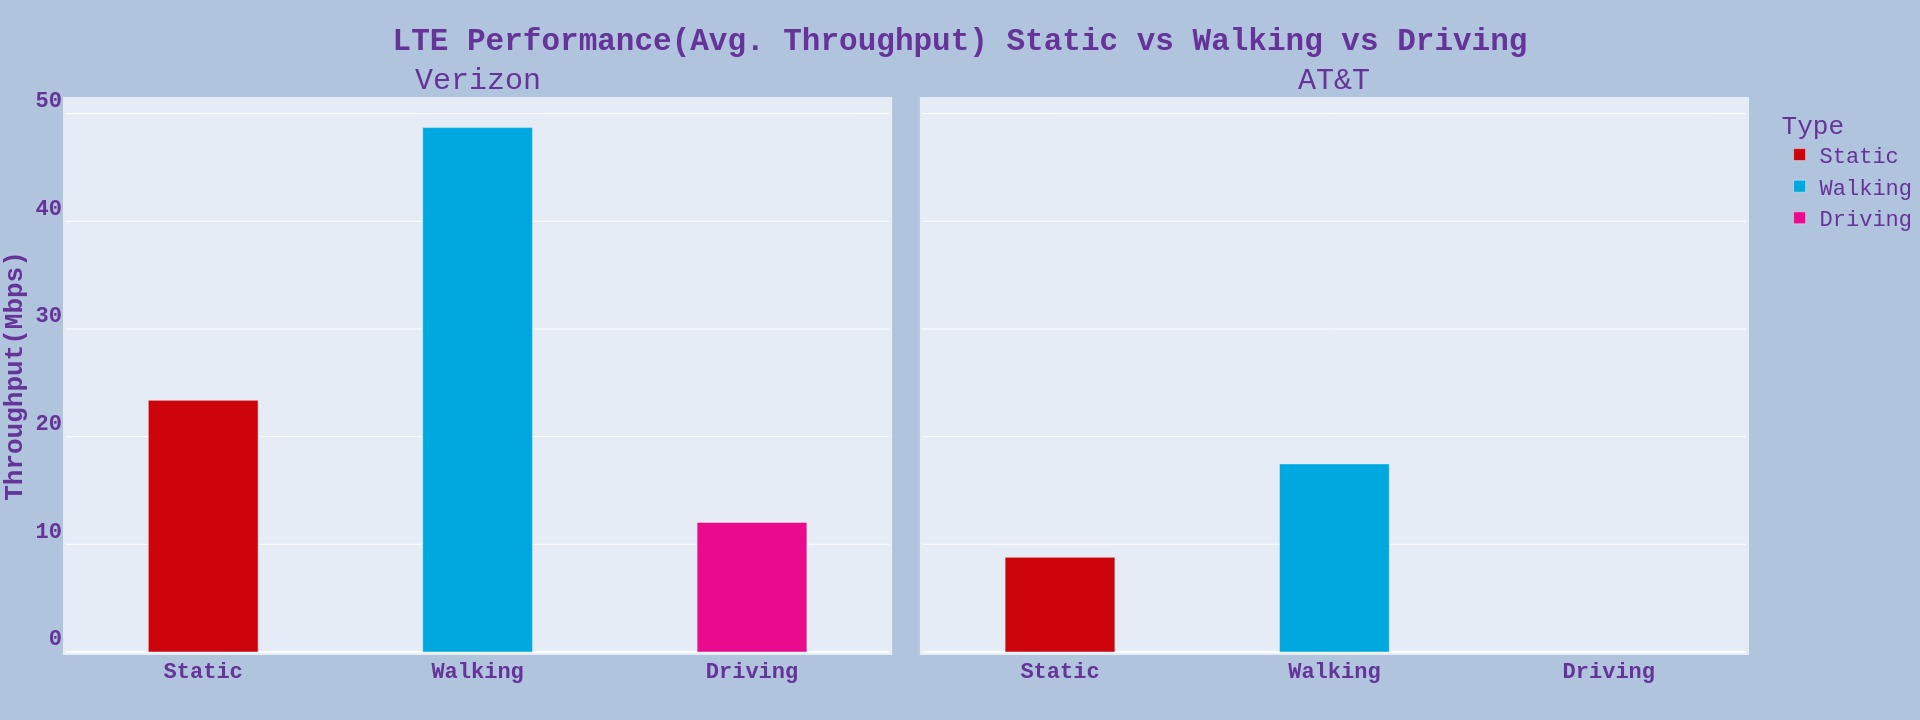 LTE Performance(Avg. Throughput) Static vs Walking vs Driving
Verizon
AT&T
Throughput(Mbps)
50
40
30
20
10
0
Static
Walking
Driving
Static
Walking
Driving
Type
Static
Walking
Driving